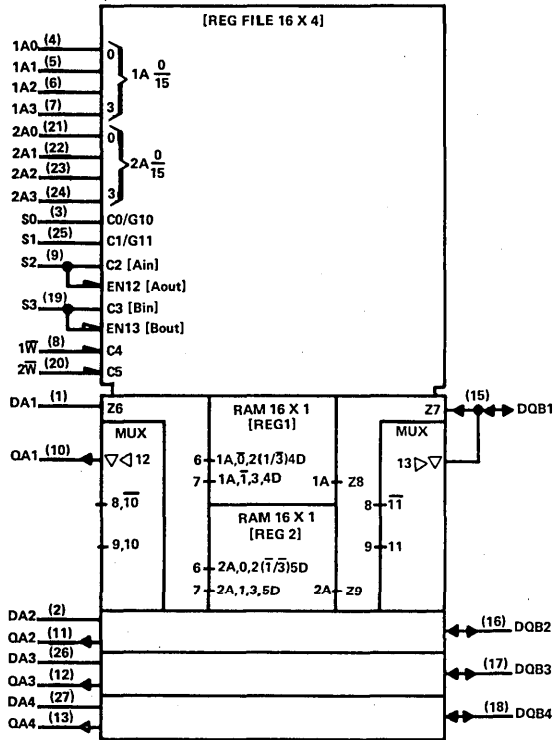 [REG FILE 16 X 4]
1A0 (4)
0
1A1 (5)
1A 0/15
1A2 (6)
1A3 (7)
3
2A0 (21)
0
2A1 (22)
2A 0/15
2A2 (23)
2A3 (24)
3
S0 (3) C0/G10
S1 (25) C1/G11
S2 (9) C2 [Ain]
EN12 [Aout]
S3 (19) C3 [Bin]
EN13 [Bout]
1W̅ (8) C4
2W̅ (20) C5
DA1 (1) Z6 RAM 16 X 1 Z7 (15) DQB1
MUX [REG1] MUX
QA1 (10) ▽◁ 12 6 1A,0̅,2(1/3̅)4D 13 ▷▽
7 1A,1̅,3,4D 1A Z8
8,1̅0̅ RAM 16 X 1 8 1̅1̅
[REG 2]
9,10 9 11
6 2A,0,2(1̅/3̅)5D
7 2A,1,3,5D 2A Z9
DA2 (2)
(16) DQB2
QA2 (11)
DA3 (26)
(17) DQB3
QA3 (12)
DA4 (27)
(18) DQB4
QA4 (13)